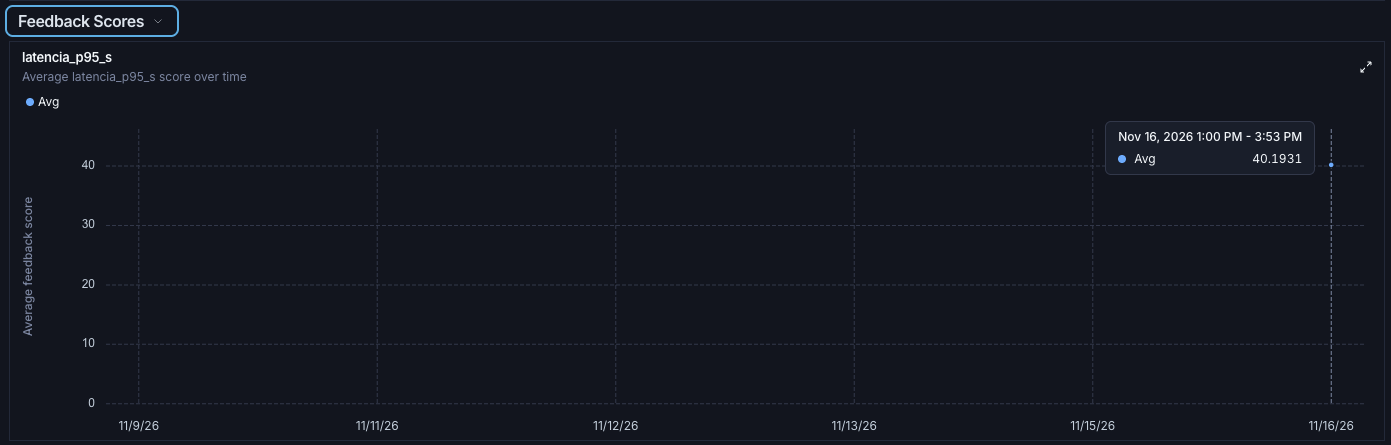 Feedback Scores
latencia_p95_s
Average latencia_p95_s score over time
Avg
Nov 16, 2026 1:00 PM - 3:53 PM
Avg 40.1931
Average feedback score
40
30
20
10
0
11/9/26 11/11/26 11/12/26 11/13/26 11/15/26 11/16/26